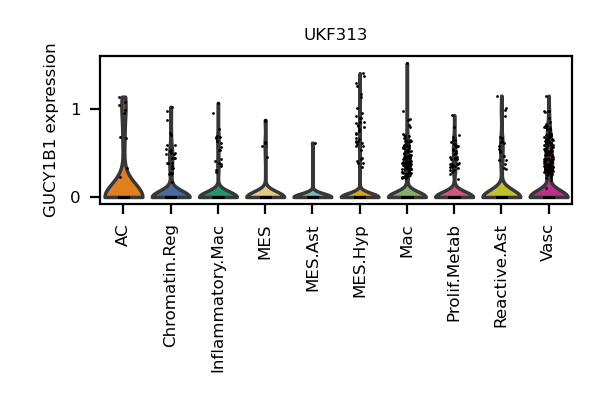 UKF313
GUCY1B1 expression
1
0
AC
Chromatin.Reg
Inflammatory.Mac
MES
MES.Ast
MES.Hyp
Mac
Prolif.Metab
Reactive.Ast
Vasc